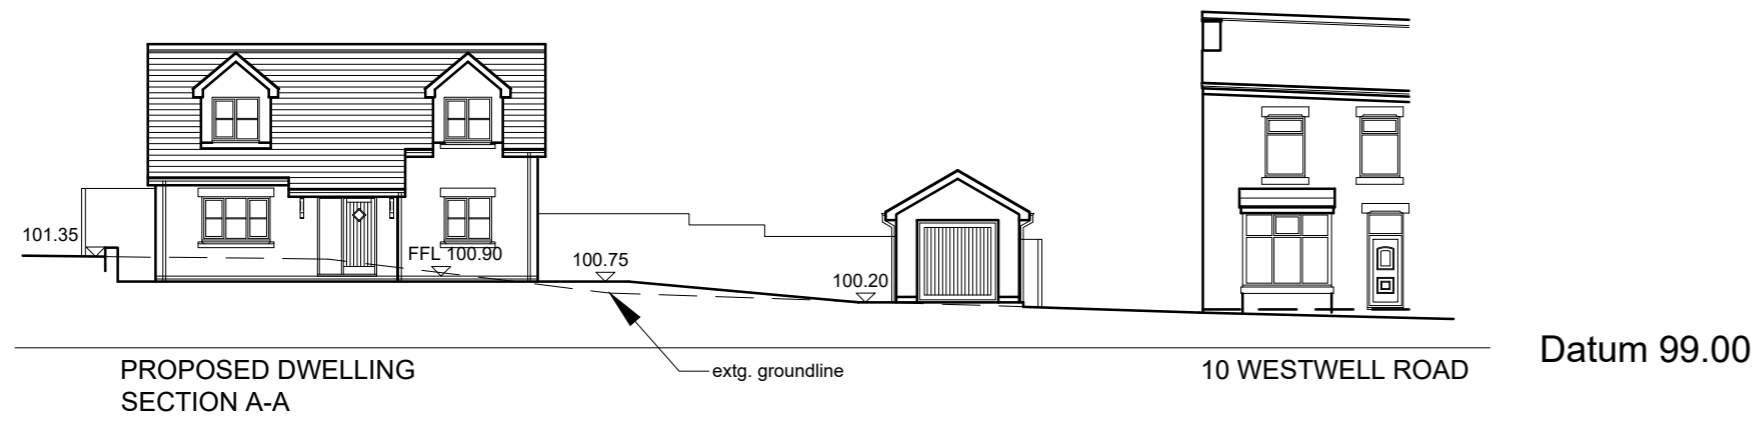 101.35
FFL 100.90
100.75
100.20
extg. groundline
PROPOSED DWELLING
SECTION A-A
10 WESTWELL ROAD
Datum 99.00